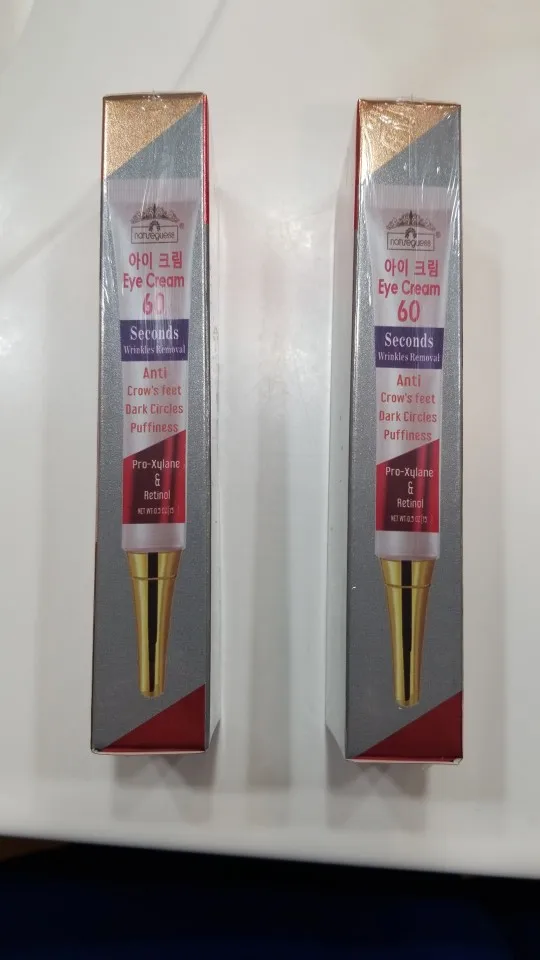 natureguess®
아이 크림
Eye Cream
60
Seconds
Wrinkles Removal
Anti
Crow's feet
Dark Circles
Puffiness
Pro-Xylane
&
Retinol
natureguess®
아이 크림
Eye Cream
60
Seconds
Wrinkles Removal
Anti
Crow's feet
Dark Circles
Puffiness
Pro-Xylane
&
Retinol